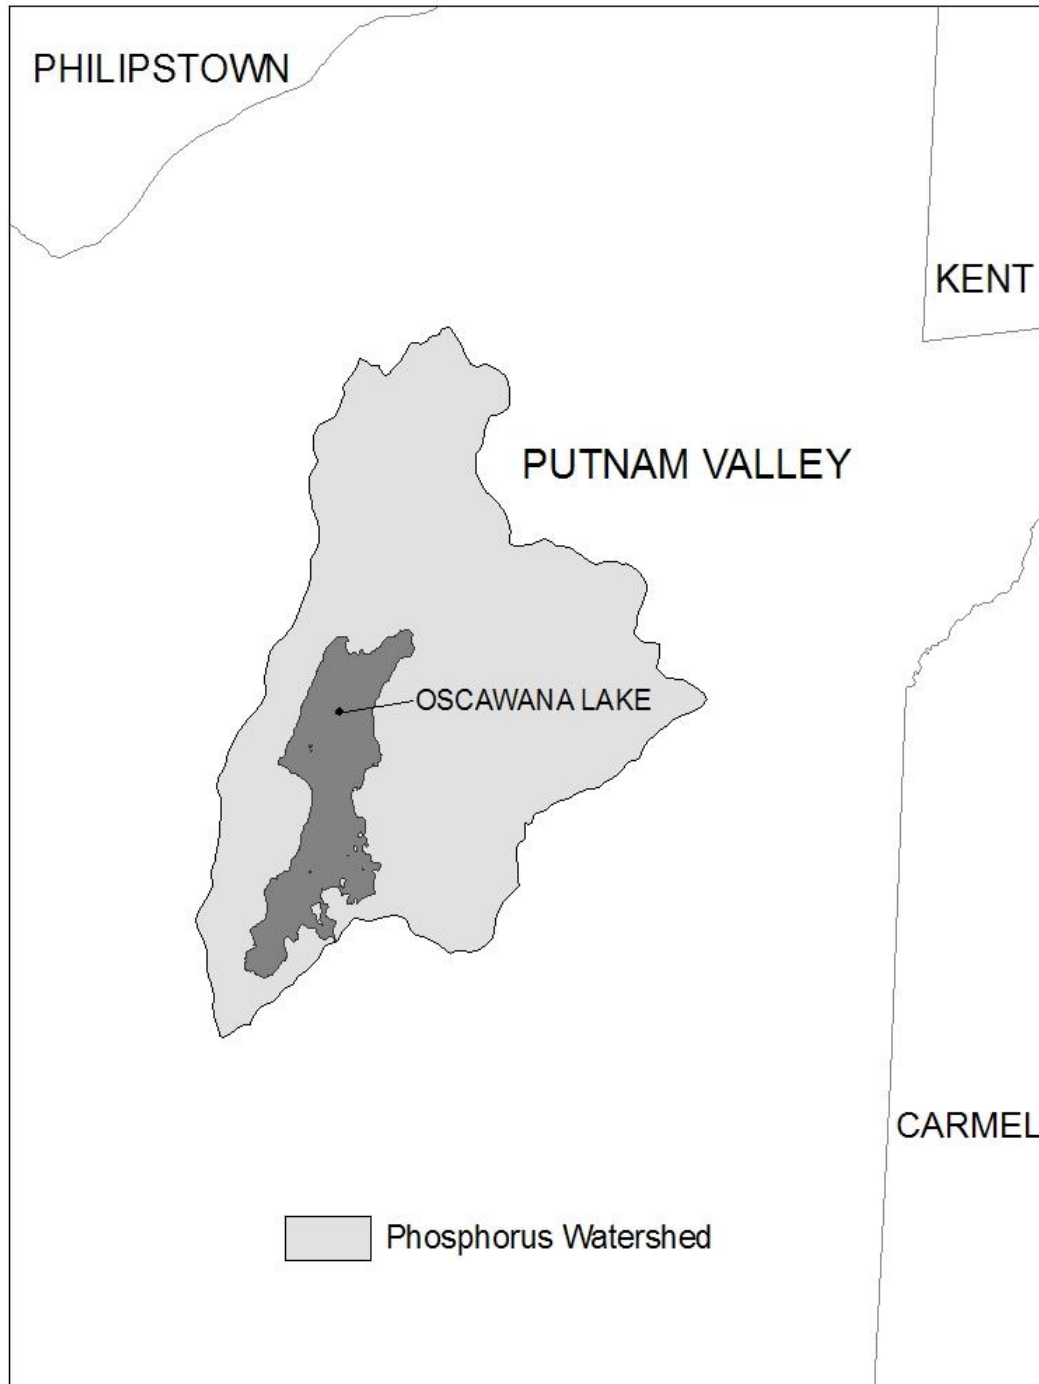 PHILIPSTOWN
KENT
PUTNAM VALLEY
OSCAWANA LAKE
CARMEL
Phosphorus Watershed